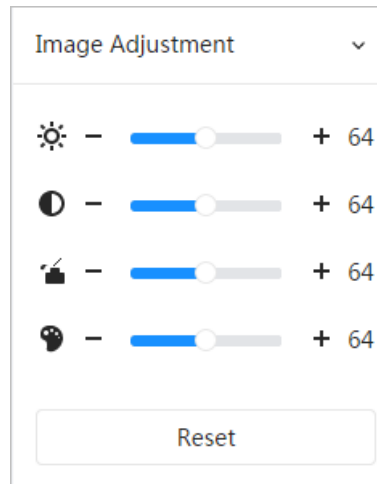 Image Adjustment
− + 64
− + 64
− + 64
− + 64
Reset